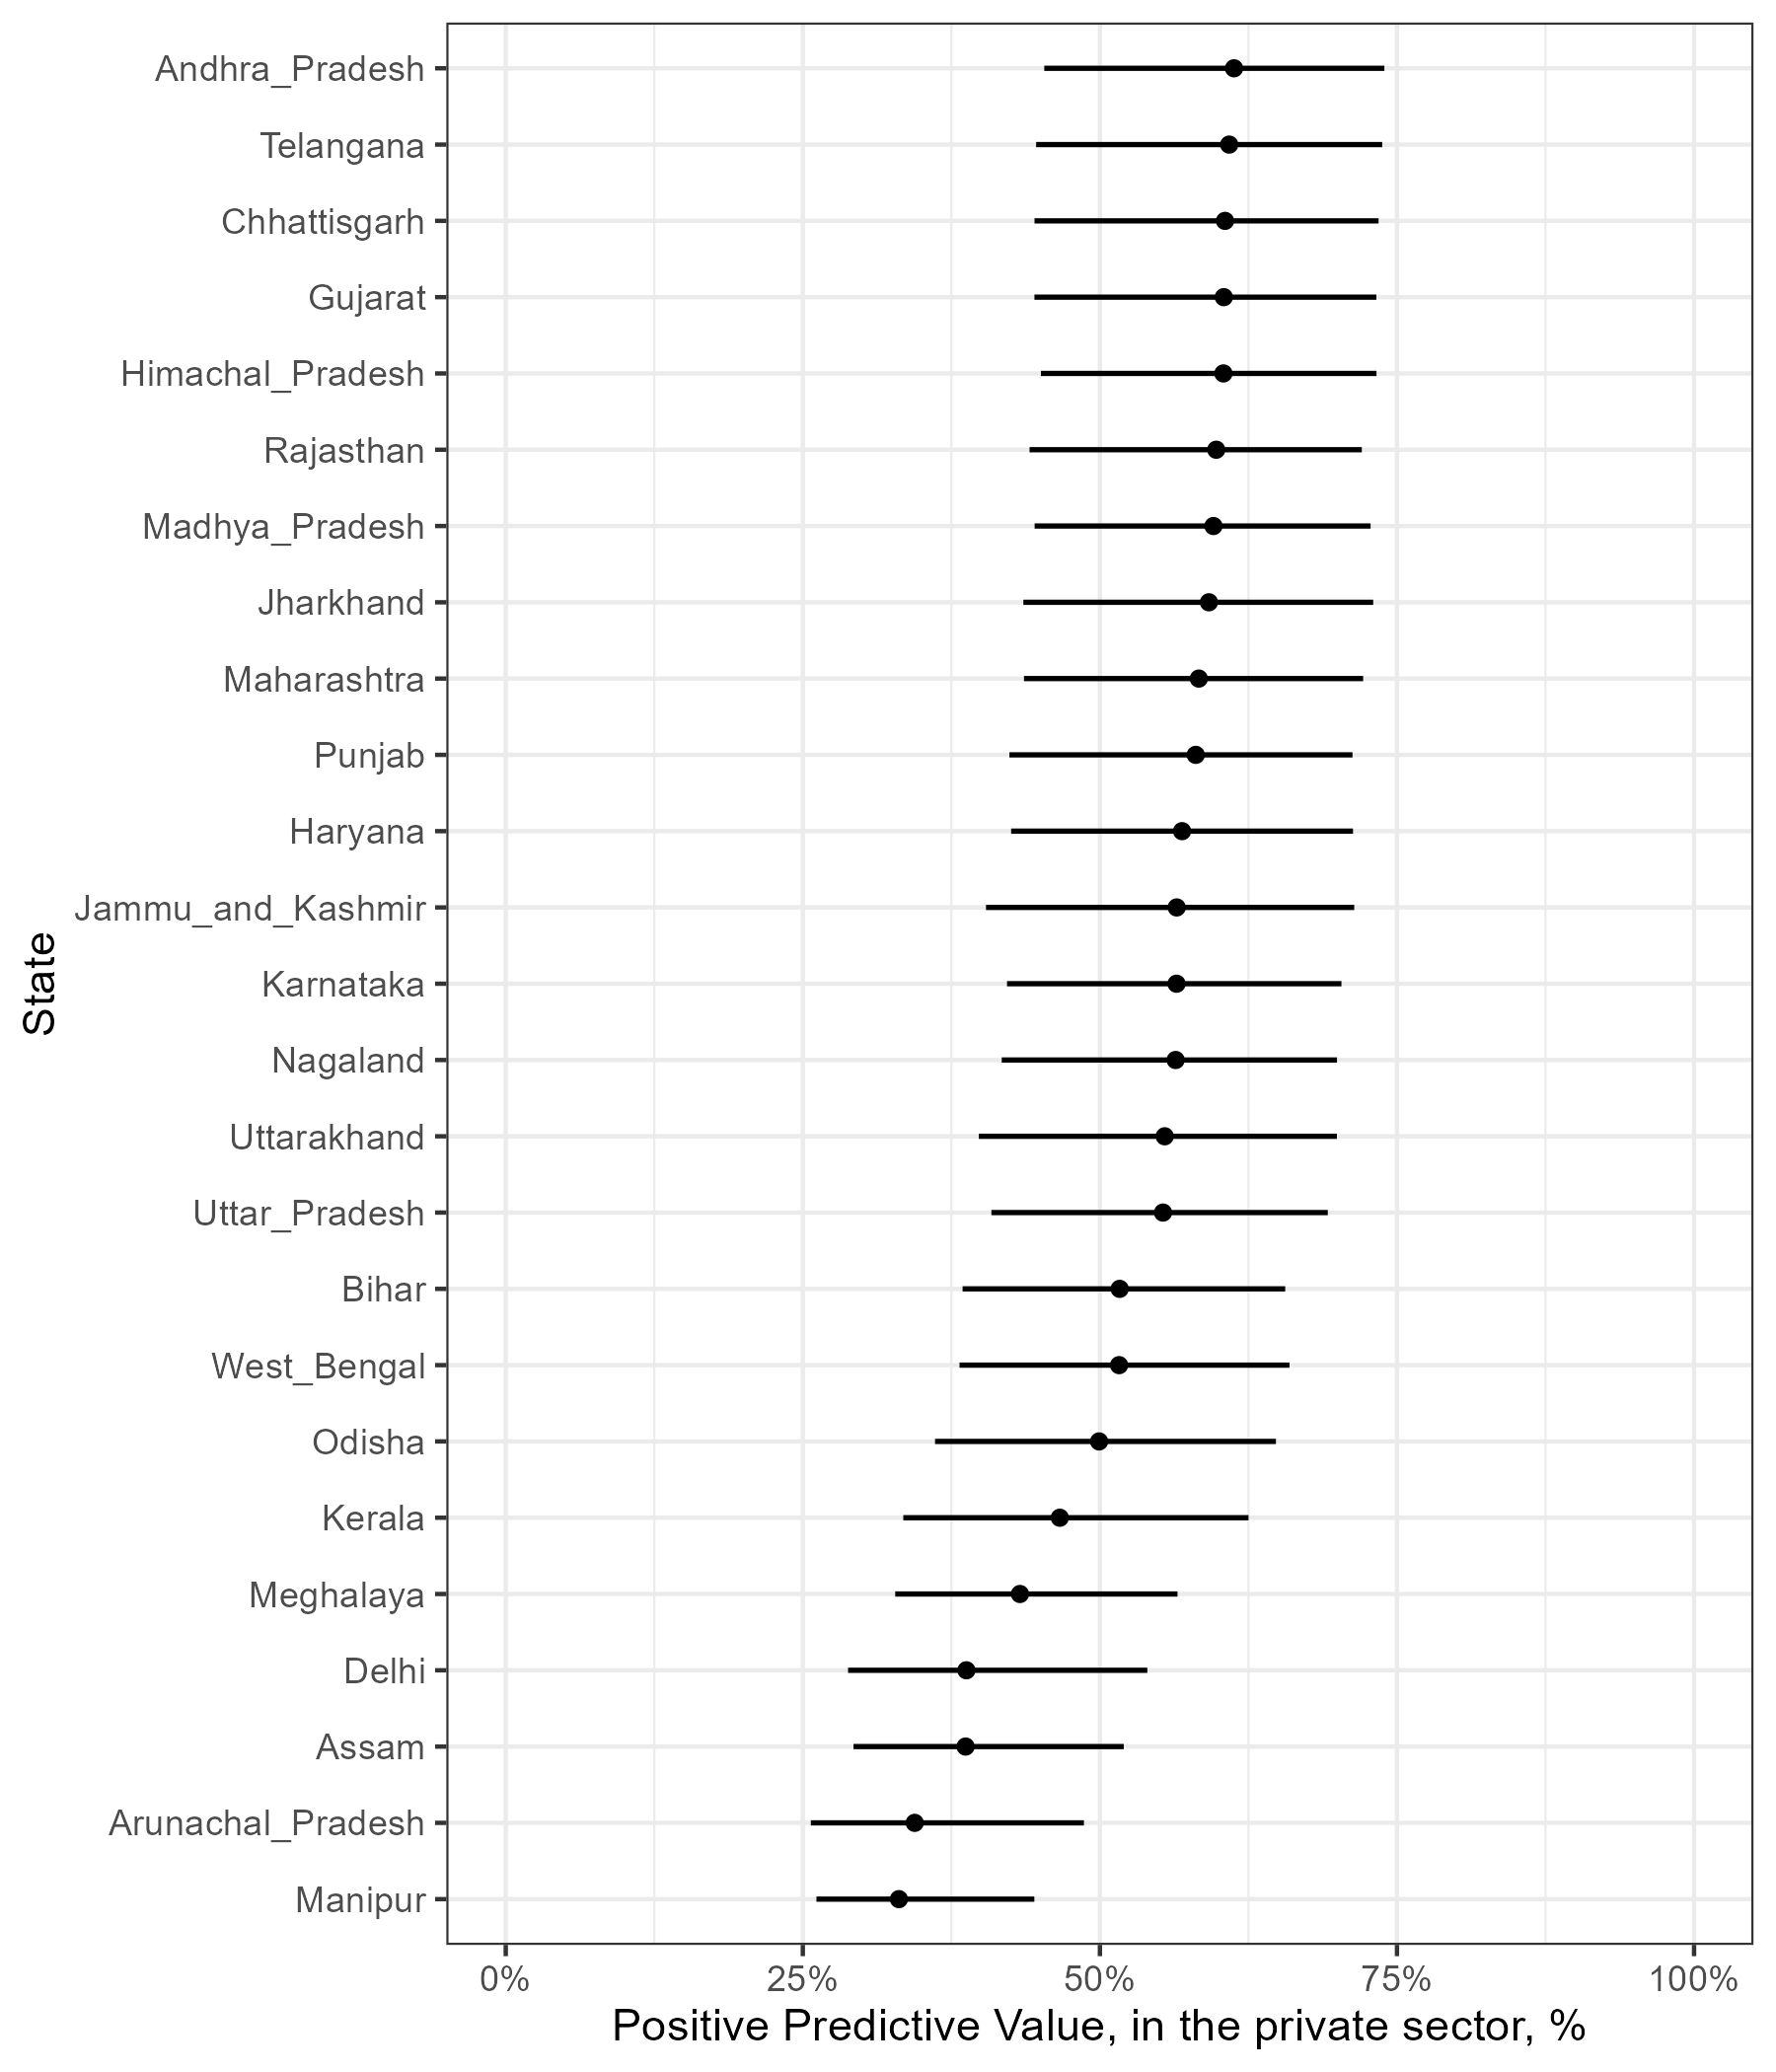 Andhra_Pradesh
Telangana
Chhattisgarh
Gujarat
Himachal_Pradesh
Rajasthan
Madhya_Pradesh
Jharkhand
Maharashtra
Punjab
Haryana
Jammu_and_Kashmir
Karnataka
Nagaland
Uttarakhand
Uttar_Pradesh
Bihar
West_Bengal
Odisha
Kerala
Meghalaya
Delhi
Assam
Arunachal_Pradesh
Manipur
State
0% 25% 50% 75% 100%
Positive Predictive Value, in the private sector, %